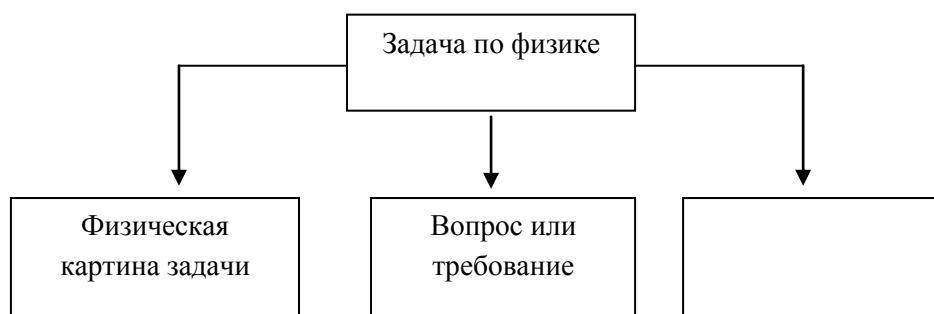 Задача по физике
Физическая
картина задачи
Вопрос или
требование